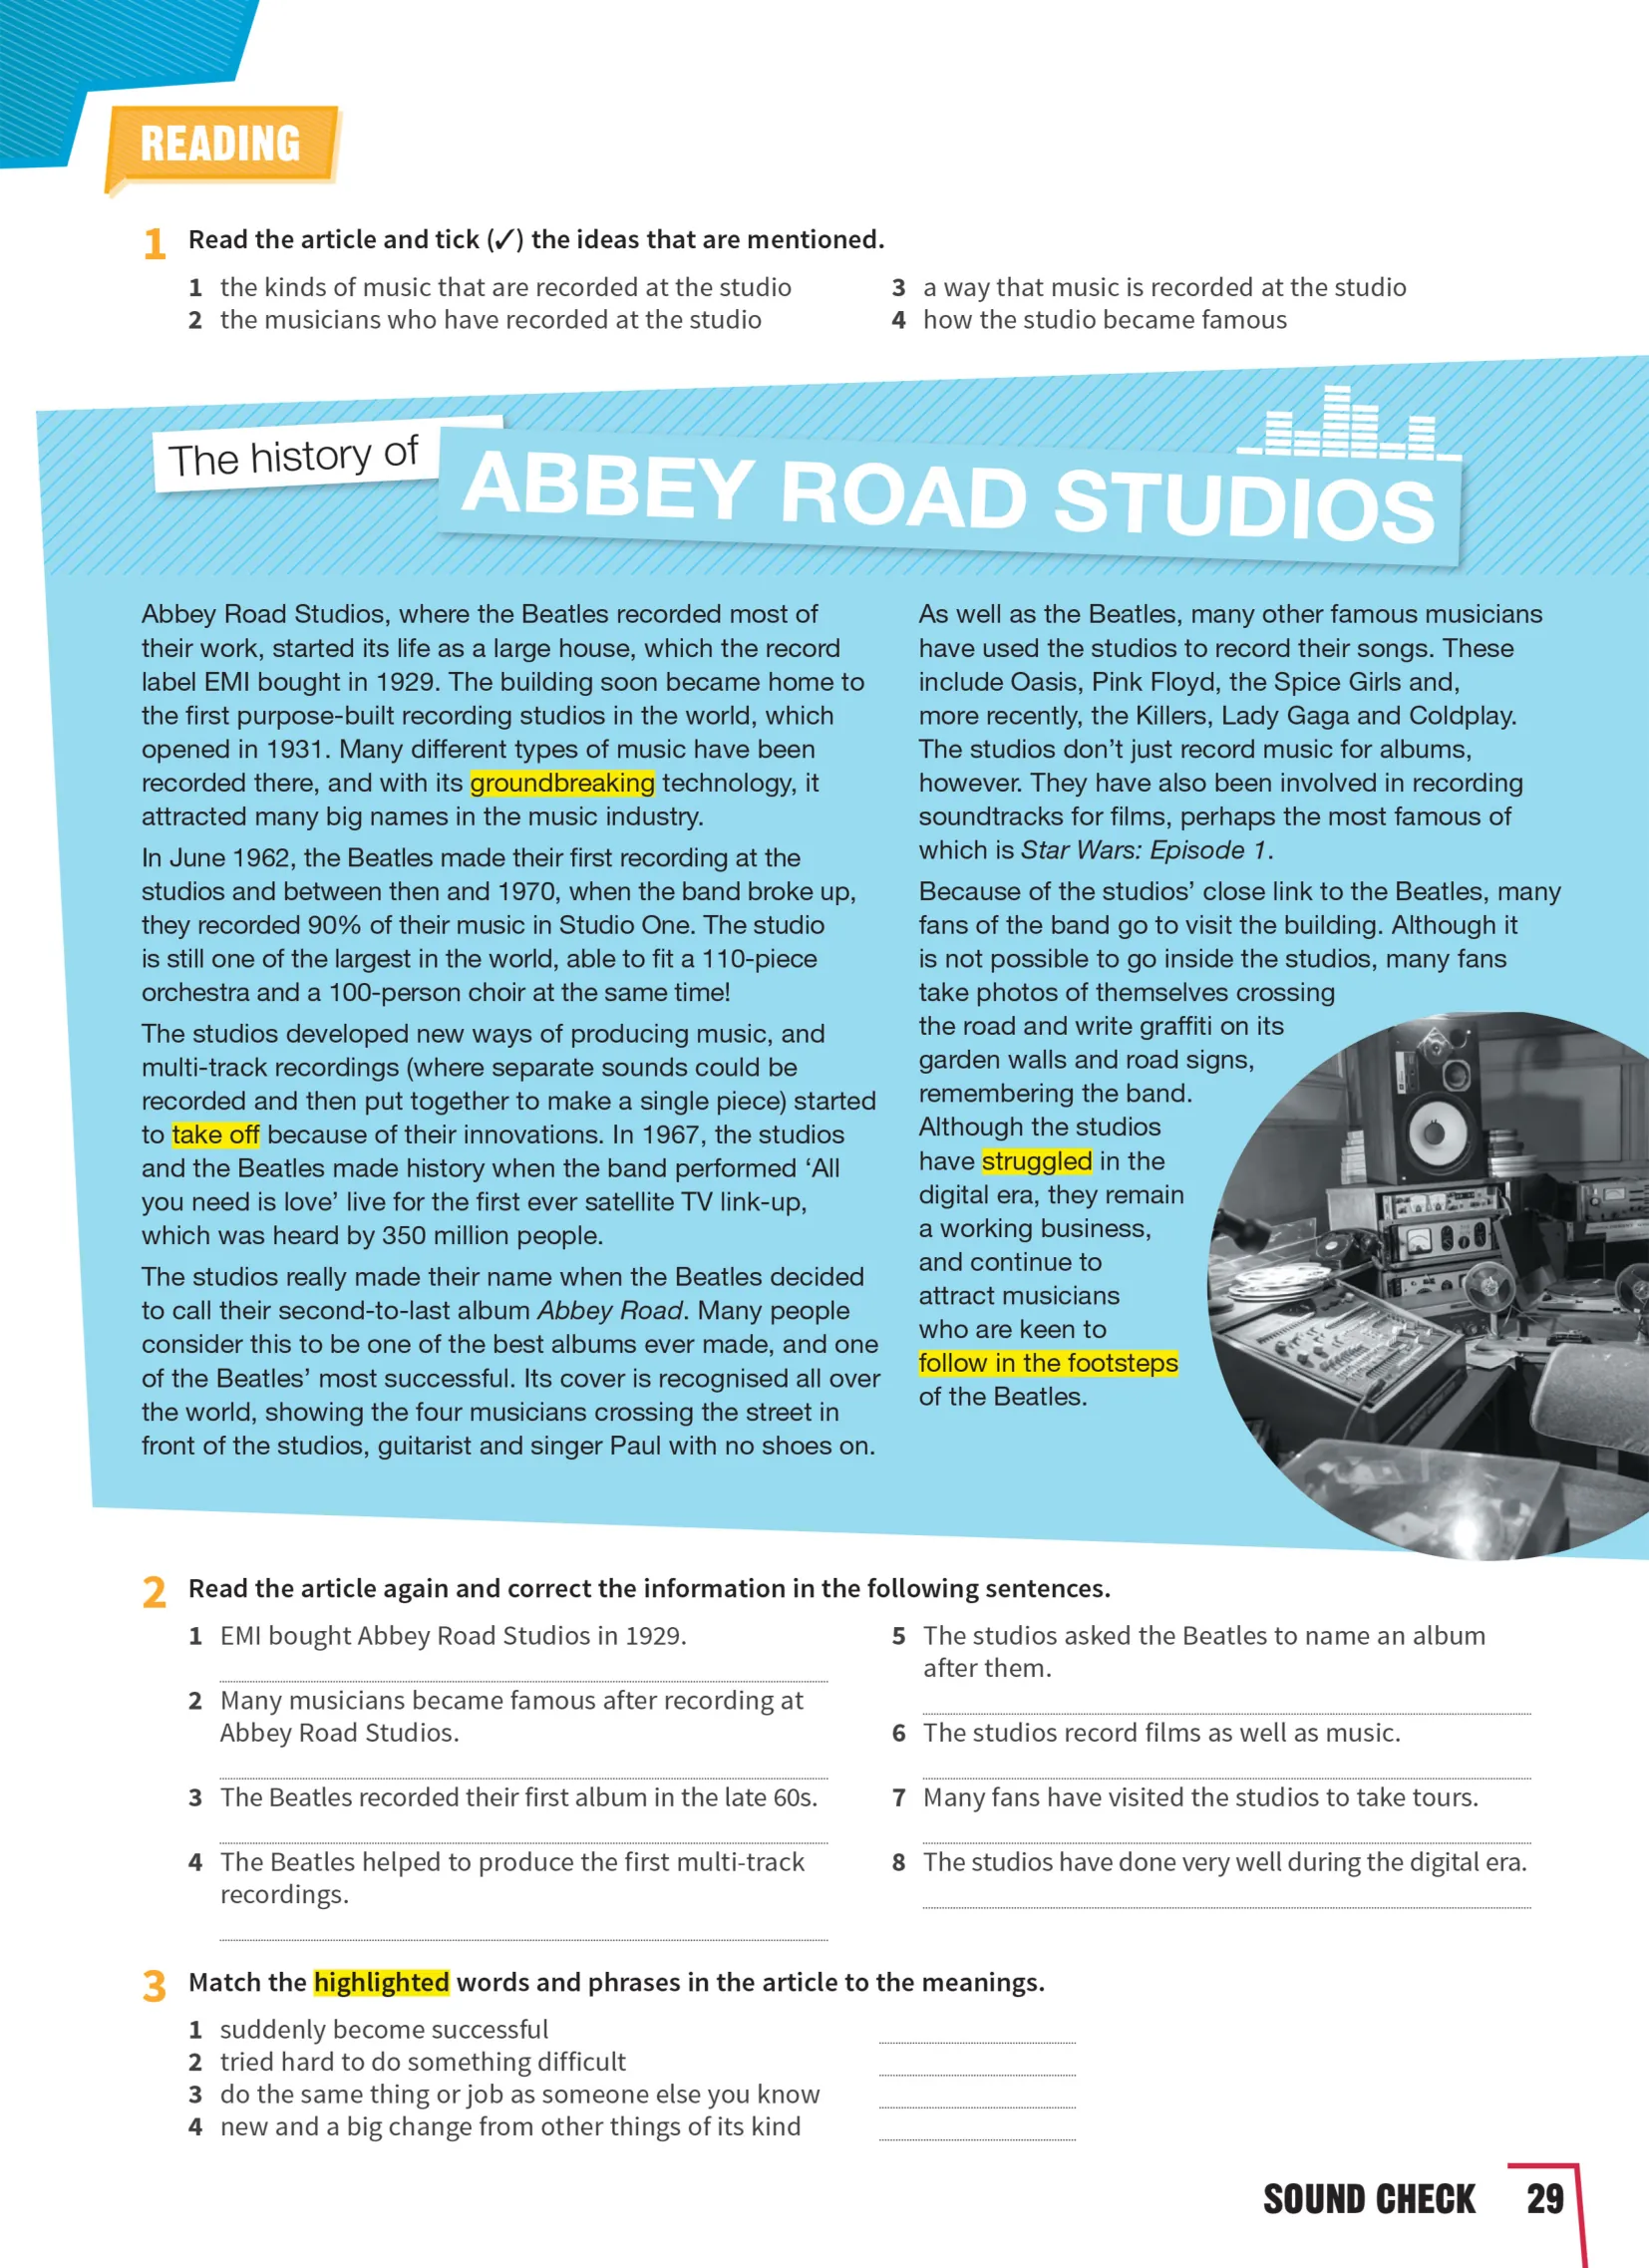 READING
1 Read the article and tick (✓) the ideas that are mentioned.
1 the kinds of music that are recorded at the studio
2 the musicians who have recorded at the studio
3 a way that music is recorded at the studio
4 how the studio became famous
The history of
ABBEY ROAD STUDIOS
Abbey Road Studios, where the Beatles recorded most of
their work, started its life as a large house, which the record
label EMI bought in 1929. The building soon became home to
the first purpose-built recording studios in the world, which
opened in 1931. Many different types of music have been
recorded there, and with its groundbreaking technology, it
attracted many big names in the music industry.
In June 1962, the Beatles made their first recording at the
studios and between then and 1970, when the band broke up,
they recorded 90% of their music in Studio One. The studio
is still one of the largest in the world, able to fit a 110-piece
orchestra and a 100-person choir at the same time!
The studios developed new ways of producing music, and
multi-track recordings (where separate sounds could be
recorded and then put together to make a single piece) started
to take off because of their innovations. In 1967, the studios
and the Beatles made history when the band performed ‘All
you need is love’ live for the first ever satellite TV link-up,
which was heard by 350 million people.
The studios really made their name when the Beatles decided
to call their second-to-last album Abbey Road. Many people
consider this to be one of the best albums ever made, and one
of the Beatles’ most successful. Its cover is recognised all over
the world, showing the four musicians crossing the street in
front of the studios, guitarist and singer Paul with no shoes on.
As well as the Beatles, many other famous musicians
have used the studios to record their songs. These
include Oasis, Pink Floyd, the Spice Girls and,
more recently, the Killers, Lady Gaga and Coldplay.
The studios don’t just record music for albums,
however. They have also been involved in recording
soundtracks for films, perhaps the most famous of
which is Star Wars: Episode 1.
Because of the studios’ close link to the Beatles, many
fans of the band go to visit the building. Although it
is not possible to go inside the studios, many fans
take photos of themselves crossing
the road and write graffiti on its
garden walls and road signs,
remembering the band.
Although the studios
have struggled in the
digital era, they remain
a working business,
and continue to
attract musicians
who are keen to
follow in the footsteps
of the Beatles.
2 Read the article again and correct the information in the following sentences.
1 EMI bought Abbey Road Studios in 1929.
2 Many musicians became famous after recording at
Abbey Road Studios.
3 The Beatles recorded their first album in the late 60s.
4 The Beatles helped to produce the first multi-track
recordings.
5 The studios asked the Beatles to name an album
after them.
6 The studios record films as well as music.
7 Many fans have visited the studios to take tours.
8 The studios have done very well during the digital era.
3 Match the highlighted words and phrases in the article to the meanings.
1 suddenly become successful
2 tried hard to do something difficult
3 do the same thing or job as someone else you know
4 new and a big change from other things of its kind
SOUND CHECK 29